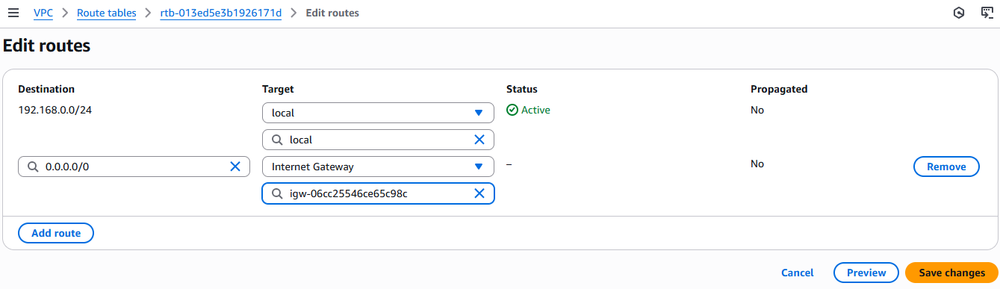 VPC > Route tables > rtb-013ed5e3b1926171d > Edit routes
Edit routes
Destination Target Status Propagated
192.168.0.0/24 local Active No
local
0.0.0.0/0 Internet Gateway – No Remove
igw-06cc25546ce65c98c
Add route
Cancel Preview Save changes